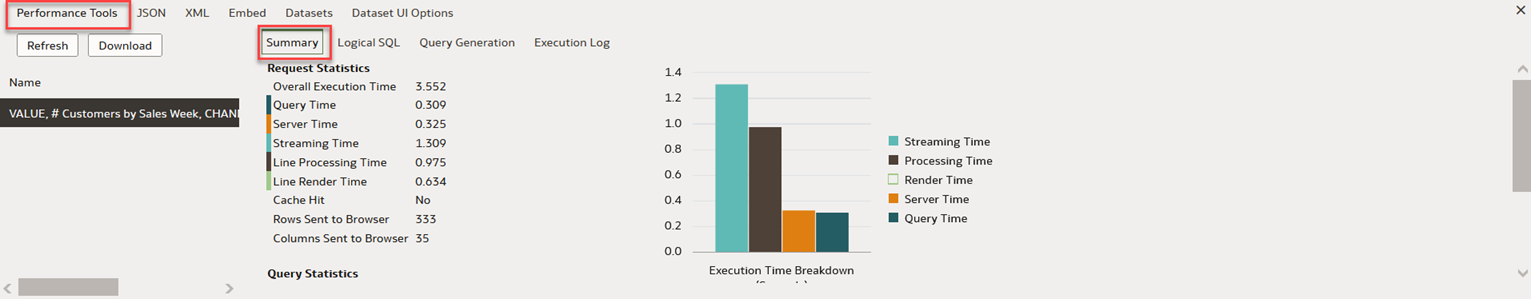 Performance Tools JSON XML Embed Datasets Dataset UI Options
Refresh Download
Name
VALUE, # Customers by Sales Week, CHAN
Summary Logical SQL Query Generation Execution Log
Request Statistics
Overall Execution Time 3.552
Query Time 0.309
Server Time 0.325
Streaming Time 1.309
Line Processing Time 0.975
Line Render Time 0.634
Cache Hit No
Rows Sent to Browser 333
Columns Sent to Browser 35
Query Statistics
1.4
1.2
1.0
0.8
0.6
0.4
0.2
0.0
Execution Time Breakdown
Streaming Time
Processing Time
Render Time
Server Time
Query Time